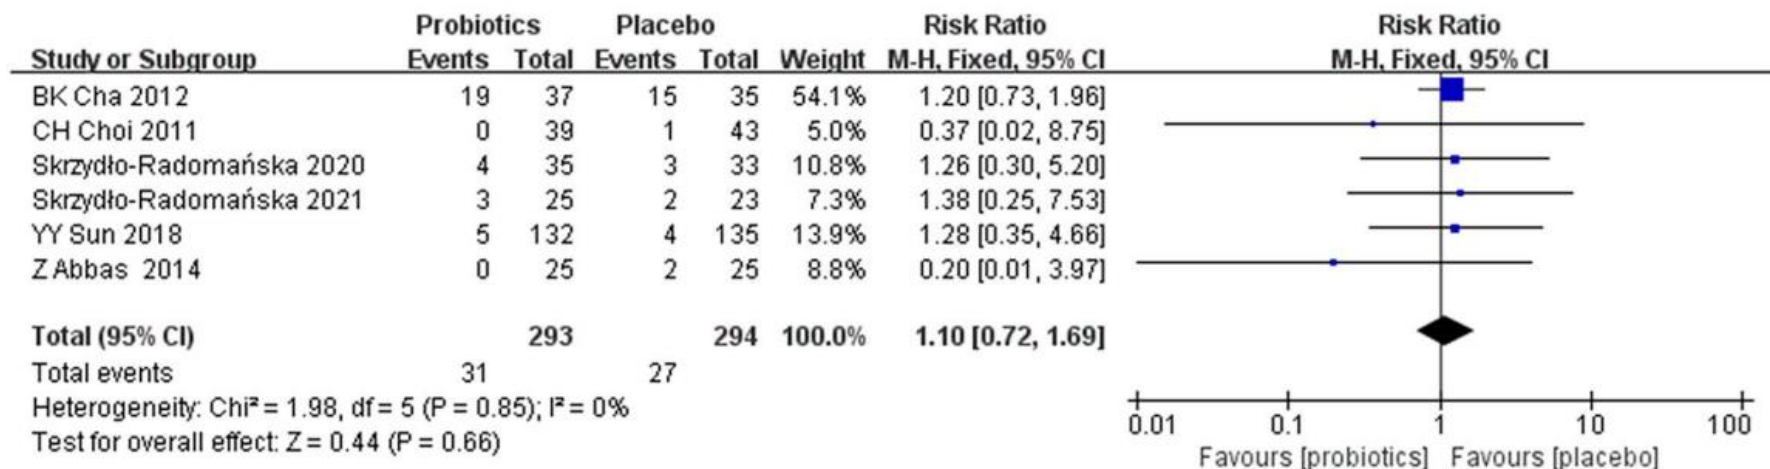 Probiotics Placebo Risk Ratio Risk Ratio
Study or Subgroup Events Total Events Total Weight M-H, Fixed, 95% CI M-H, Fixed, 95% CI
BK Cha 2012 19 37 15 35 54.1% 1.20 [0.73, 1.96]
CH Choi 2011 0 39 1 43 5.0% 0.37 [0.02, 8.75]
Skrzydło-Radomańska 2020 4 35 3 33 10.8% 1.26 [0.30, 5.20]
Skrzydło-Radomańska 2021 3 25 2 23 7.3% 1.38 [0.25, 7.53]
YY Sun 2018 5 132 4 135 13.9% 1.28 [0.35, 4.66]
Z Abbas 2014 0 25 2 25 8.8% 0.20 [0.01, 3.97]
Total (95% CI) 293 294 100.0% 1.10 [0.72, 1.69]
Total events 31 27
Heterogeneity: Chi² = 1.98, df = 5 (P = 0.85); I² = 0%
Test for overall effect: Z = 0.44 (P = 0.66)
0.01 0.1 1 10 100
Favours [probiotics] Favours [placebo]